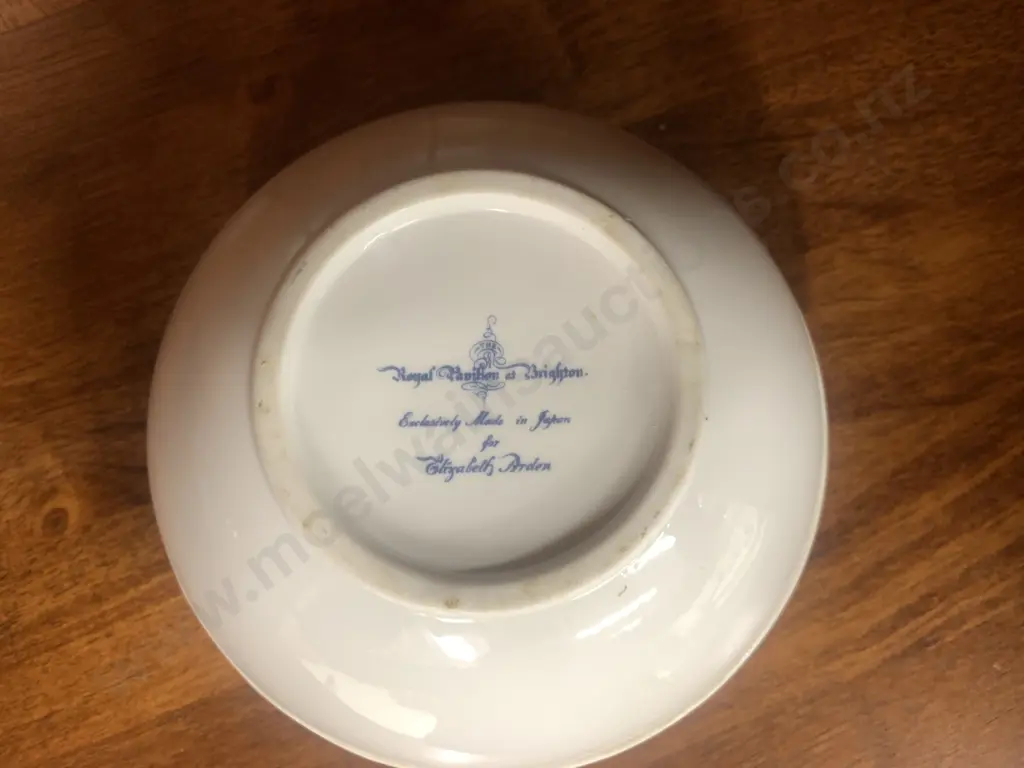 THE
Royal Pavilion at Brighton.
Exclusively Made in Japan
for
Elizabeth Arden